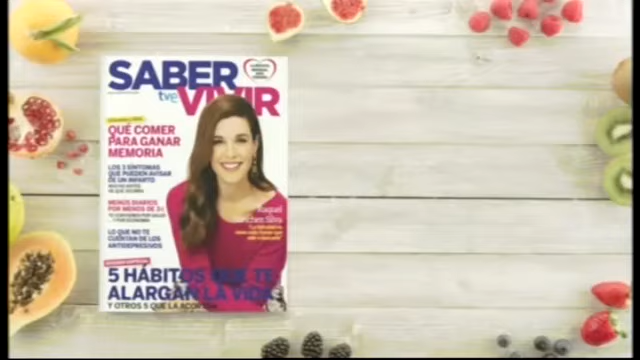 SABER
tve VIVIR
QUÉ COMER
PARA GANAR
MEMORIA
LOS 3 SÍNTOMAS
QUE PUEDEN AVISAR
DE UN INFARTO
MENÚS DIARIOS
POR MENOS DE 3€
LO QUE NO TE
CUENTAN DE LOS
ANTIDEPRESIVOS
Raquel
Sánchez Silva
5 HÁBITOS QUE TE
ALARGAN LA VIDA
Y OTROS 5 QUE LA ACORTAN